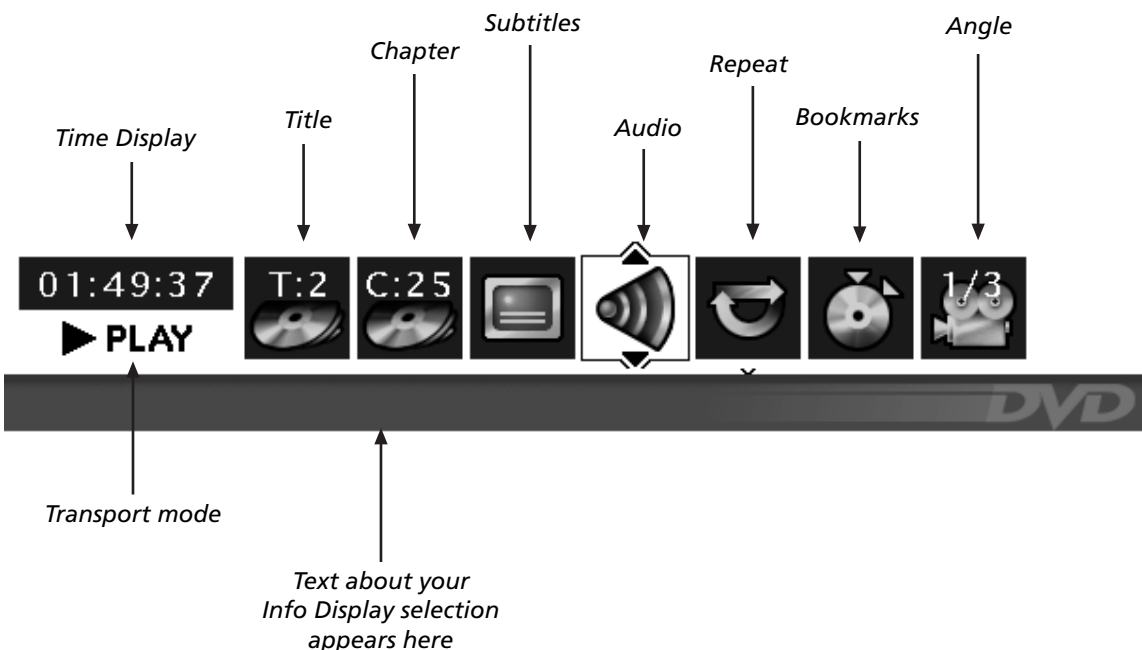 Subtitles
Angle
Chapter
Repeat
Bookmarks
Title
Audio
Time Display
01:49:37
T:2
C:25
1/3
PLAY
DVD
Transport mode
Text about your
Info Display selection
appears here